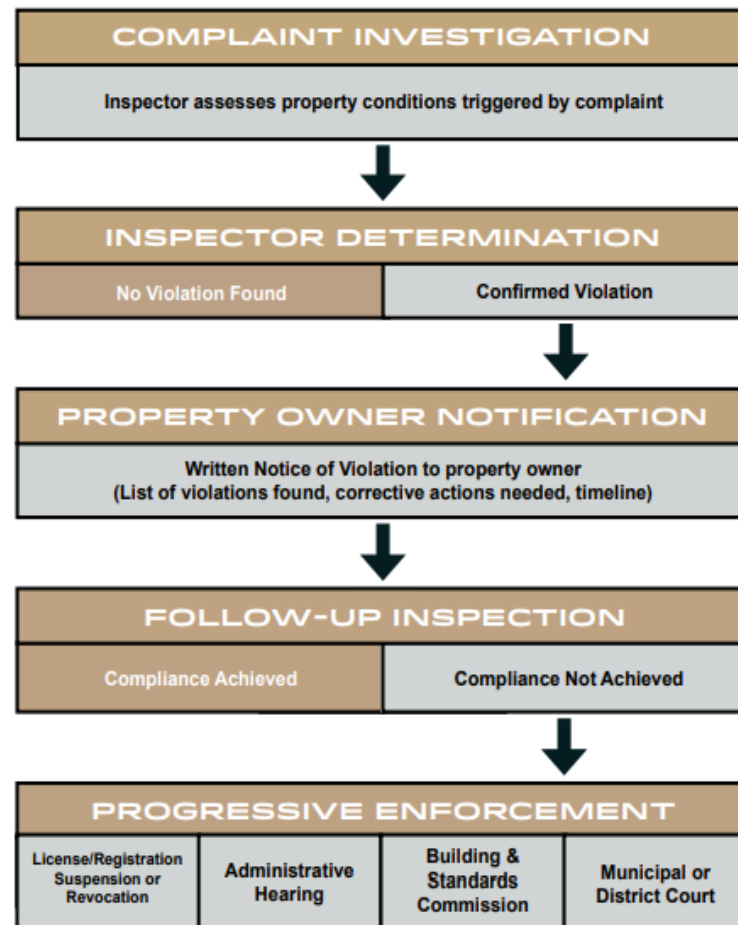 COMPLAINT INVESTIGATION
Inspector assesses property conditions triggered by complaint
INSPECTOR DETERMINATION
No Violation Found
Confirmed Violation
PROPERTY OWNER NOTIFICATION
Written Notice of Violation to property owner
(List of violations found, corrective actions needed, timeline)
FOLLOW-UP INSPECTION
Compliance Achieved
Compliance Not Achieved
PROGRESSIVE ENFORCEMENT
License/Registration
Suspension or
Revocation
Administrative
Hearing
Building &
Standards
Commission
Municipal or
District Court